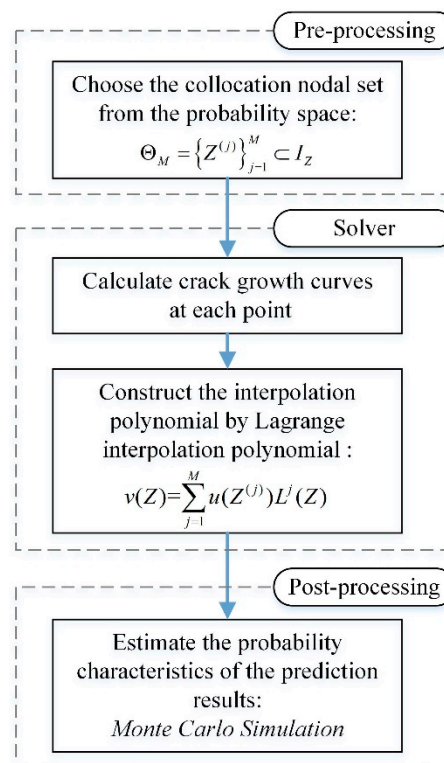 Pre-processing
Choose the collocation nodal set
from the probability space:
Θ_M = {Z^(j)}_{j-1}^M ⊂ I_Z
Solver
Calculate crack growth curves
at each point
Construct the interpolation
polynomial by Lagrange
interpolation polynomial :
v(Z)=∑_{j=1}^M u(Z^(j))L^j(Z)
Post-processing
Estimate the probability
characteristics of the prediction
results:
Monte Carlo Simulation